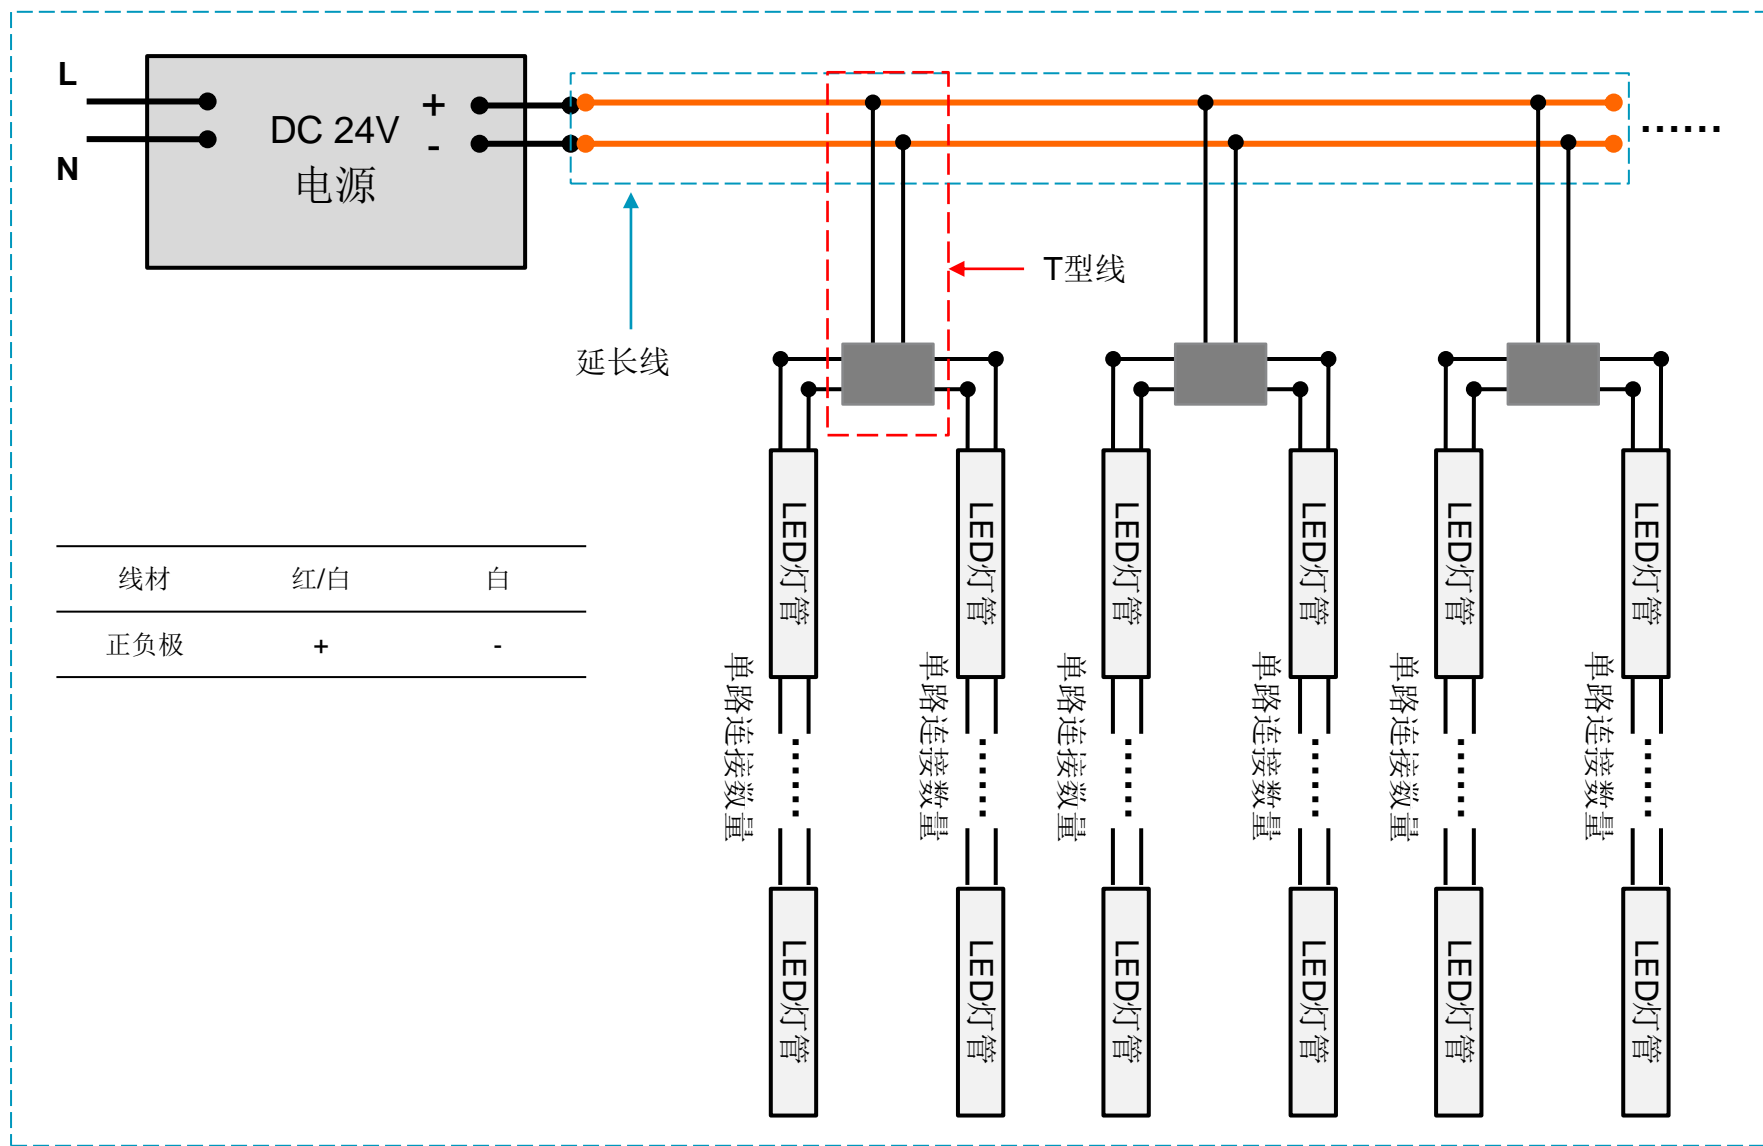 L
N
DC 24V
电源
+
-
......
T型线
延长线
线材 红/白 白
正负极 + -
LED灯管
LED灯管
LED灯管
LED灯管
LED灯管
LED灯管
单路连接数量
单路连接数量
单路连接数量
单路连接数量
单路连接数量
单路连接数量
......
......
......
......
......
......
LED灯管
LED灯管
LED灯管
LED灯管
LED灯管
LED灯管